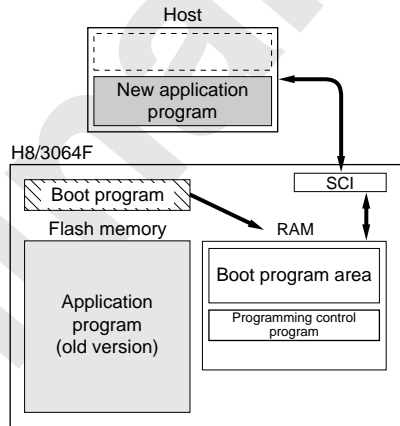 Host
New application
program
H8/3064F
SCI
Boot program
Flash memory
RAM
Boot program area
Application
program
(old version)
Programming control
program